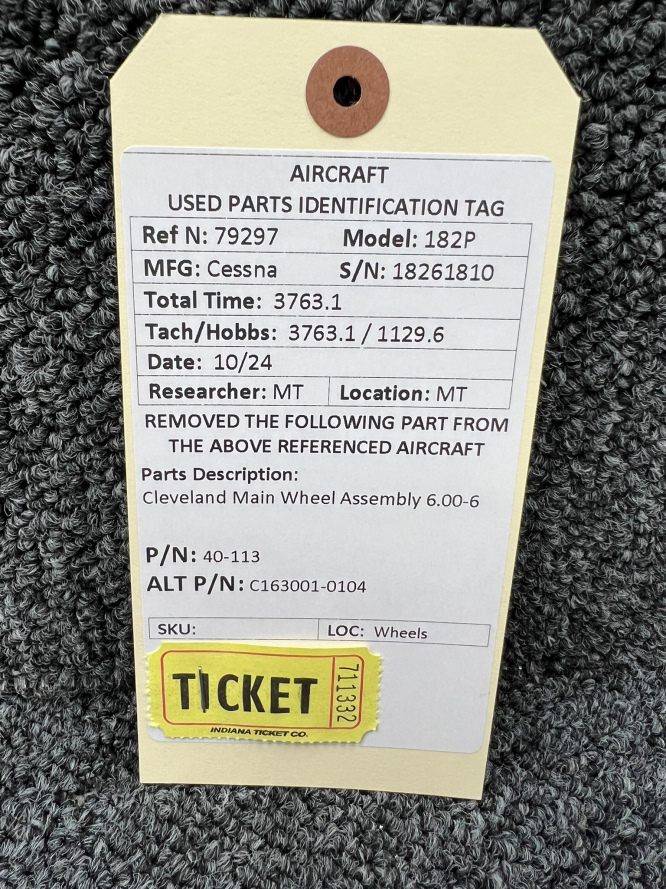 AIRCRAFT
USED PARTS IDENTIFICATION TAG
Ref N: 79297 Model: 182P
MFG: Cessna S/N: 18261810
Total Time: 3763.1
Tach/Hobbs: 3763.1 / 1129.6
Date: 10/24
Researcher: MT Location: MT
REMOVED THE FOLLOWING PART FROM
THE ABOVE REFERENCED AIRCRAFT
Parts Description:
Cleveland Main Wheel Assembly 6.00-6
P/N: 40-113
ALT P/N: C163001-0104
SKU: LOC: Wheels
TICKET 711332
INDIANA TICKET CO.